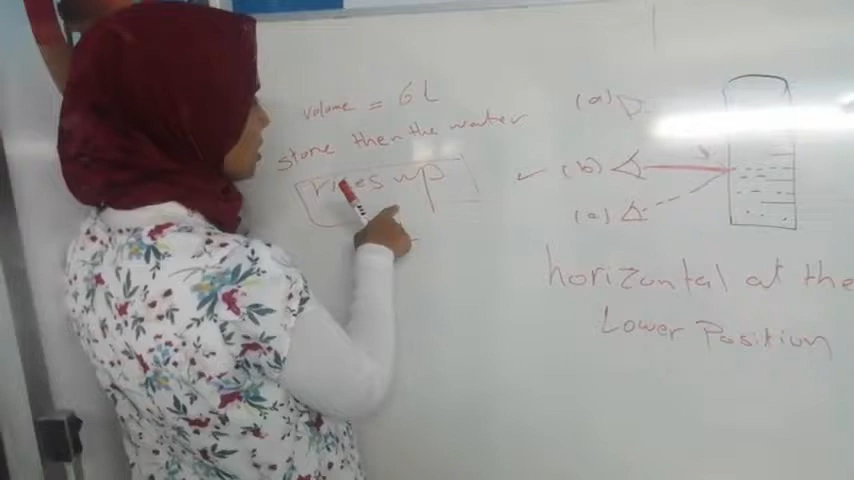 volume = 6L
stone then the water
rises up
(a)
(b)
(a)
horizontal at the
Lower Position